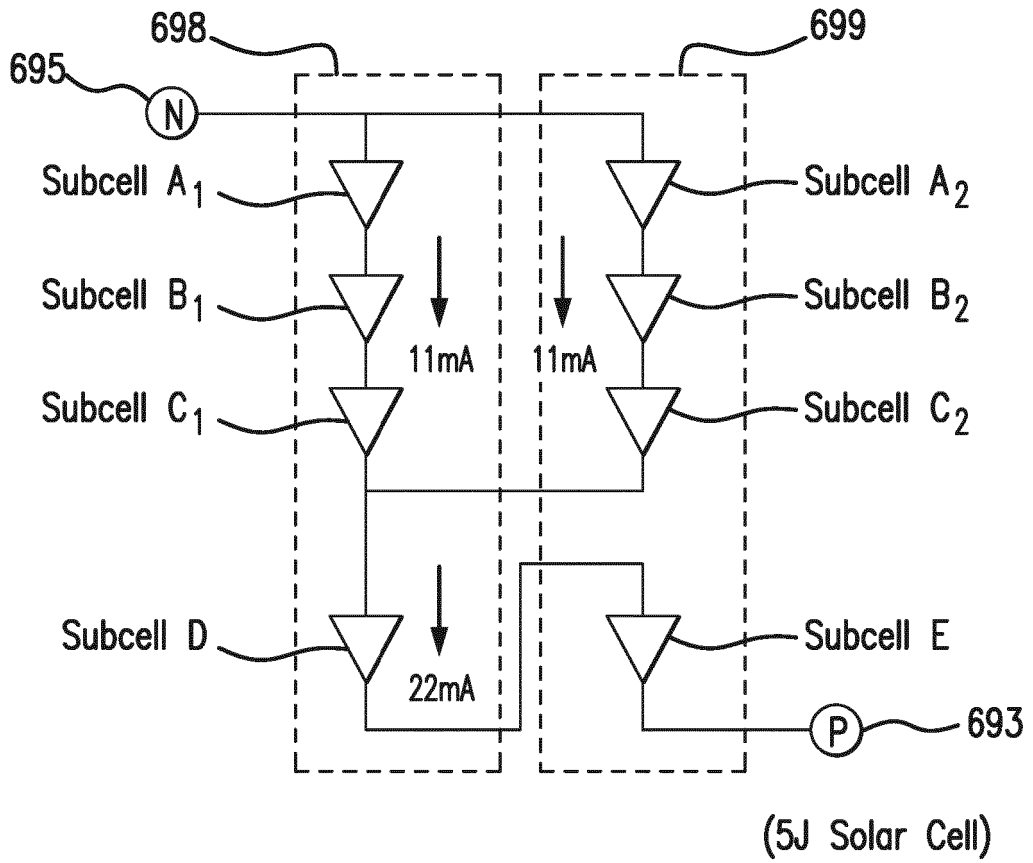 698
699
695
N
Subcell A1
Subcell A2
Subcell B1
Subcell B2
11mA
11mA
Subcell C1
Subcell C2
Subcell D
Subcell E
22mA
P
693
(5J Solar Cell)